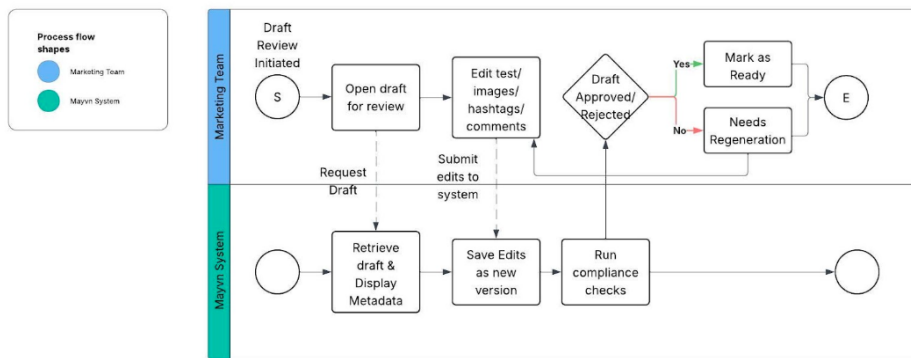 Process flow
shapes
Marketing Team
Mayvn System
Marketing Team
Draft
Review
Initiated
S
Open draft
for review
Edit test/
images/
hashtags/
comments
Draft
Approved/
Rejected
Yes
No
Mark as
Ready
Needs
Regeneration
E
Request
Draft
Submit
edits to
system
Mayvn System
Retrieve
draft &
Display
Metadata
Save Edits
as new
version
Run
compliance
checks